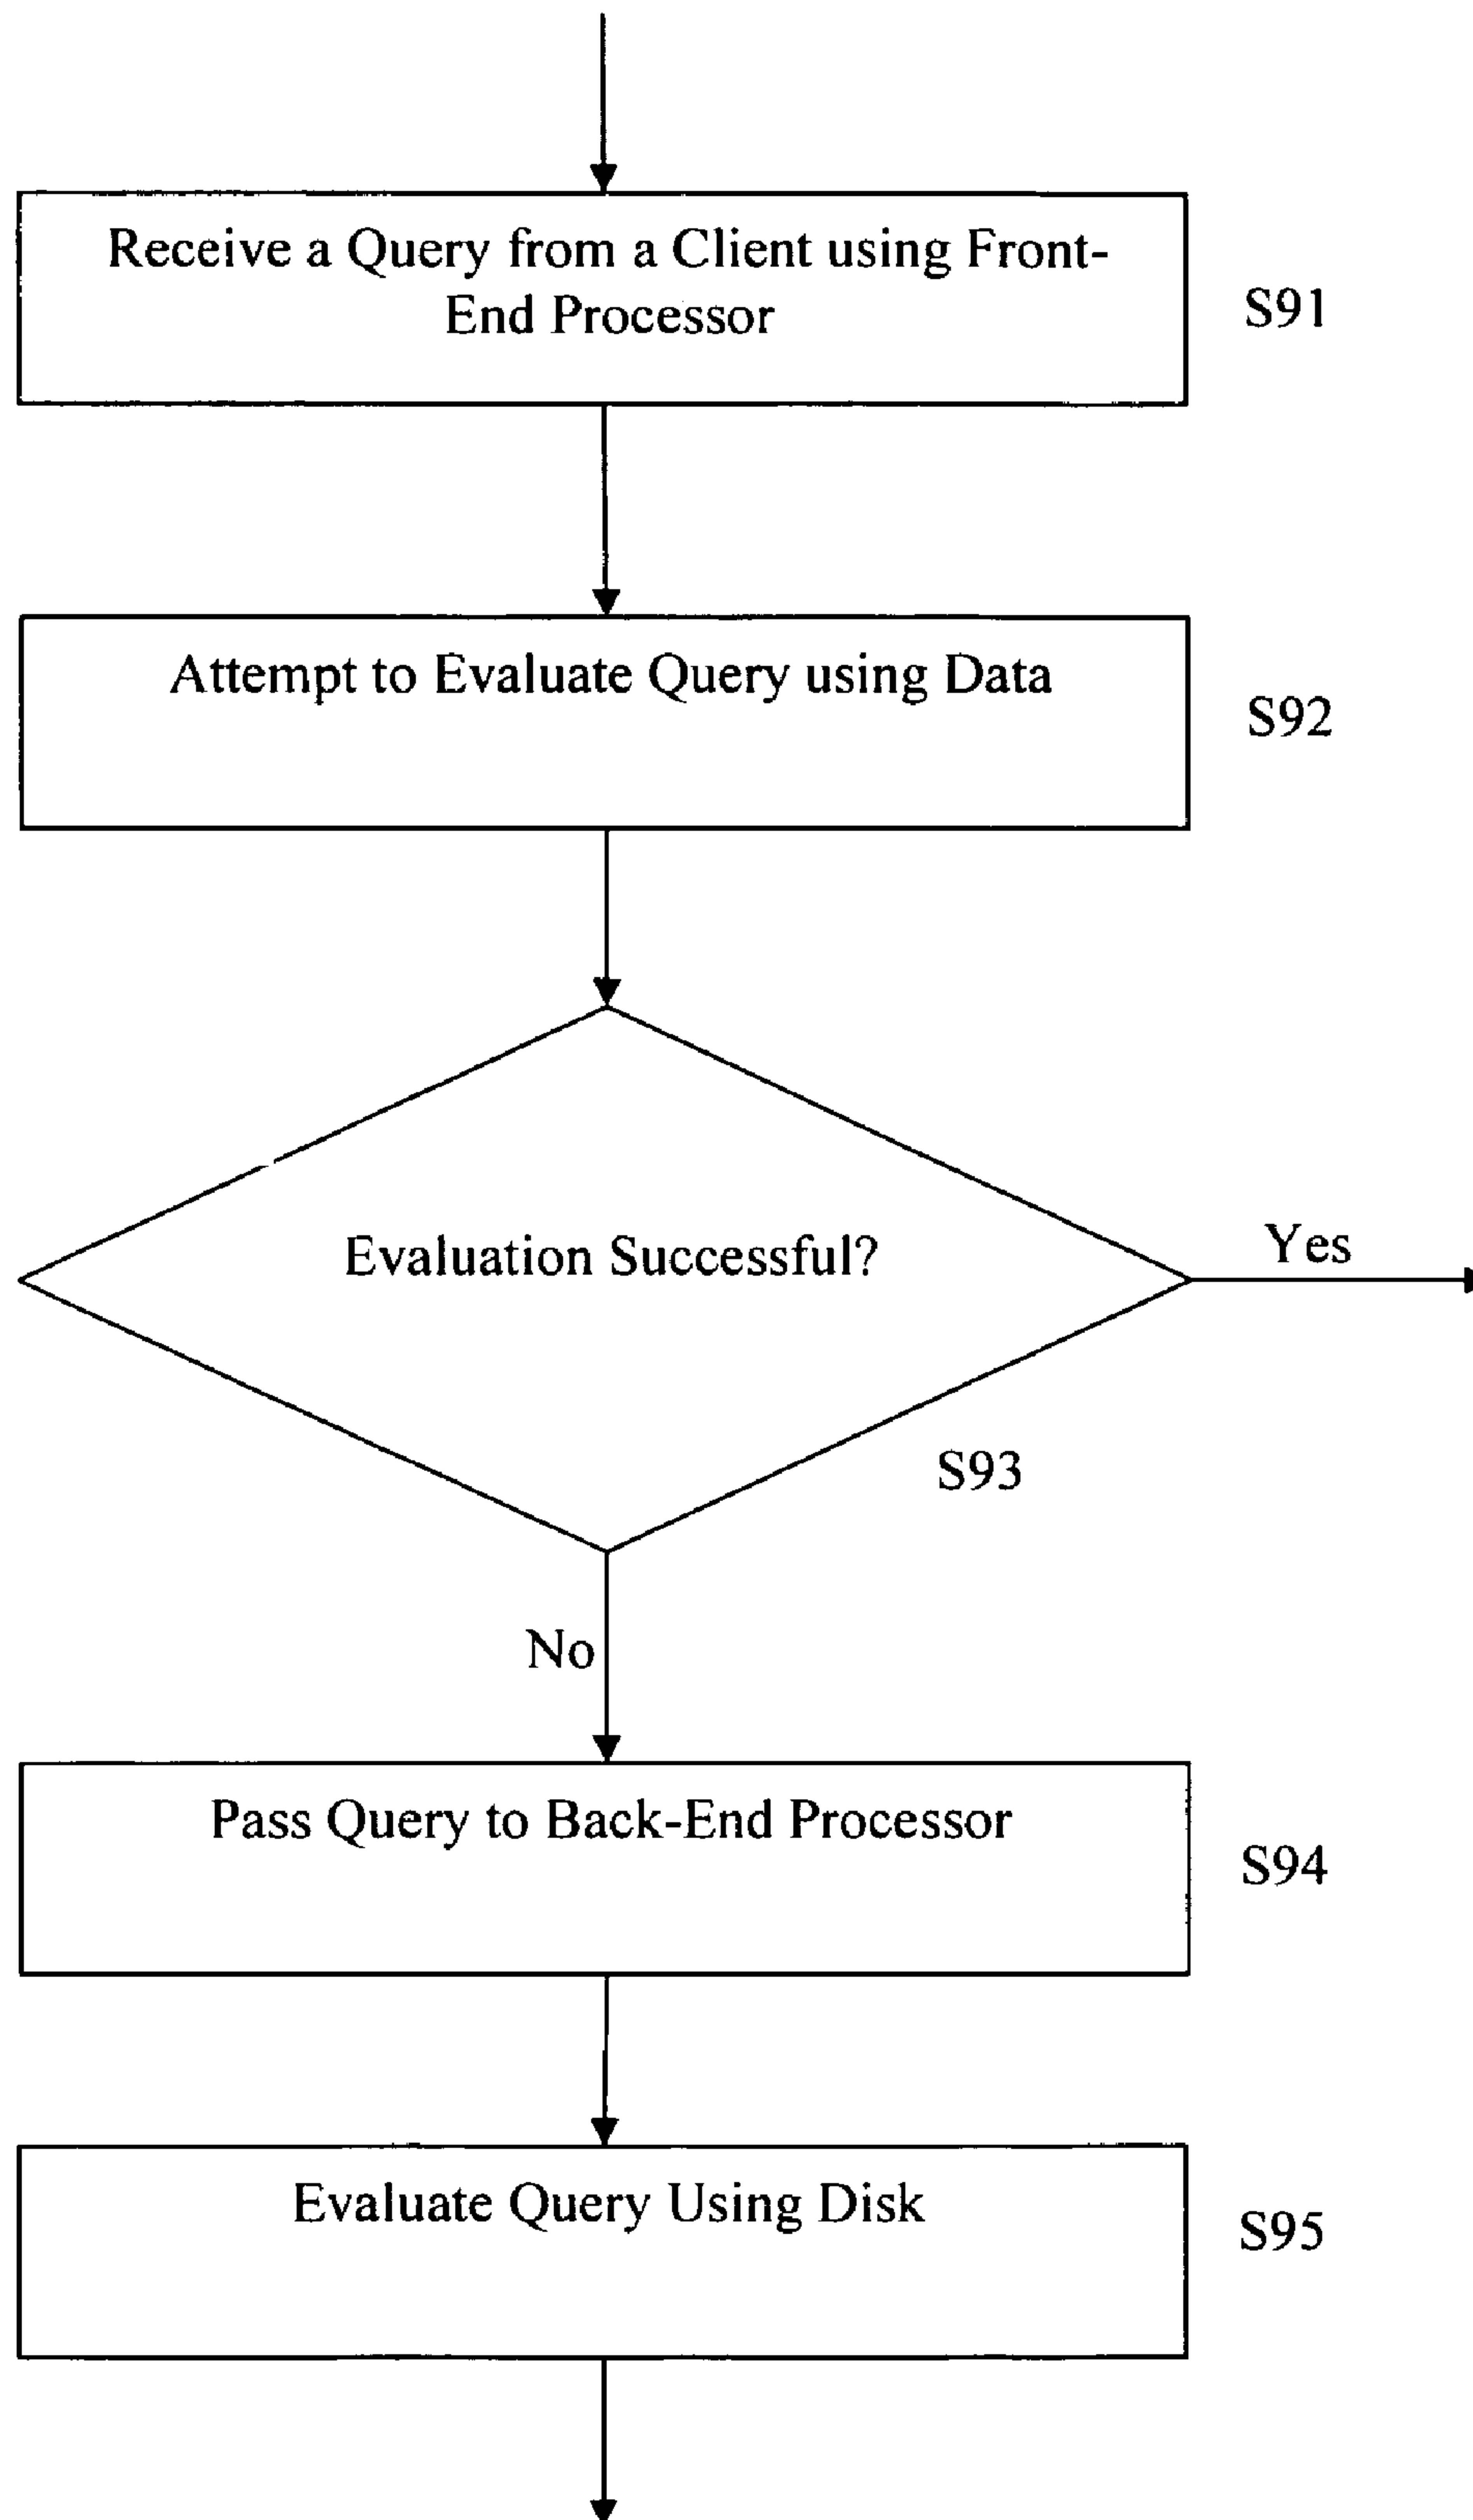 Receive a Query from a Client using Front-
End Processor
S91
Attempt to Evaluate Query using Data
S92
Evaluation Successful?
Yes
S93
No
Pass Query to Back-End Processor
S94
Evaluate Query Using Disk
S95